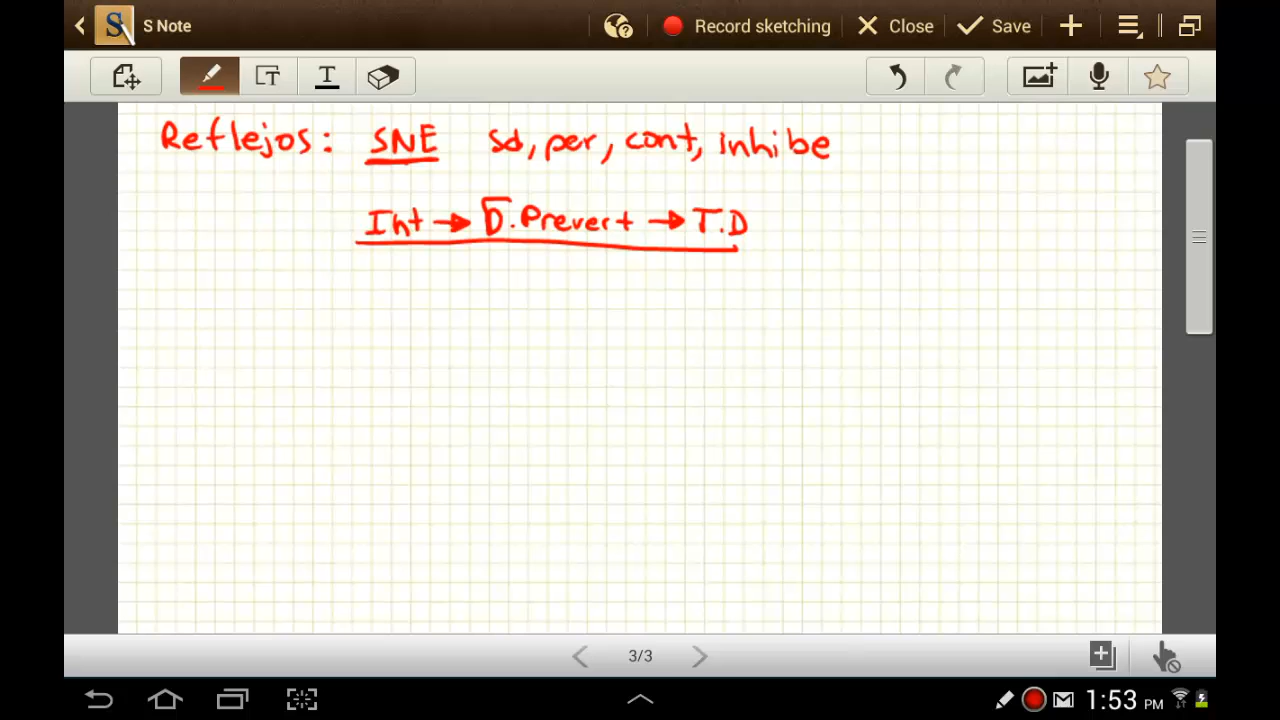 S Note
Record sketching
Close
Save
T
Reflejos: SNE sd, per, cont, inhibe
Int → D.Prevert → T.D
3/3
1:53 PM